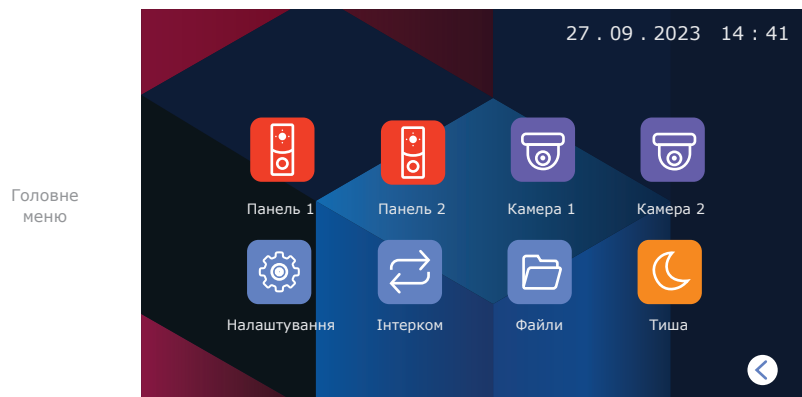 27 . 09 . 2023 14 : 41
Головне
меню
Панель 1 Панель 2 Камера 1 Камера 2
Налаштування Інтерком Файли Тиша